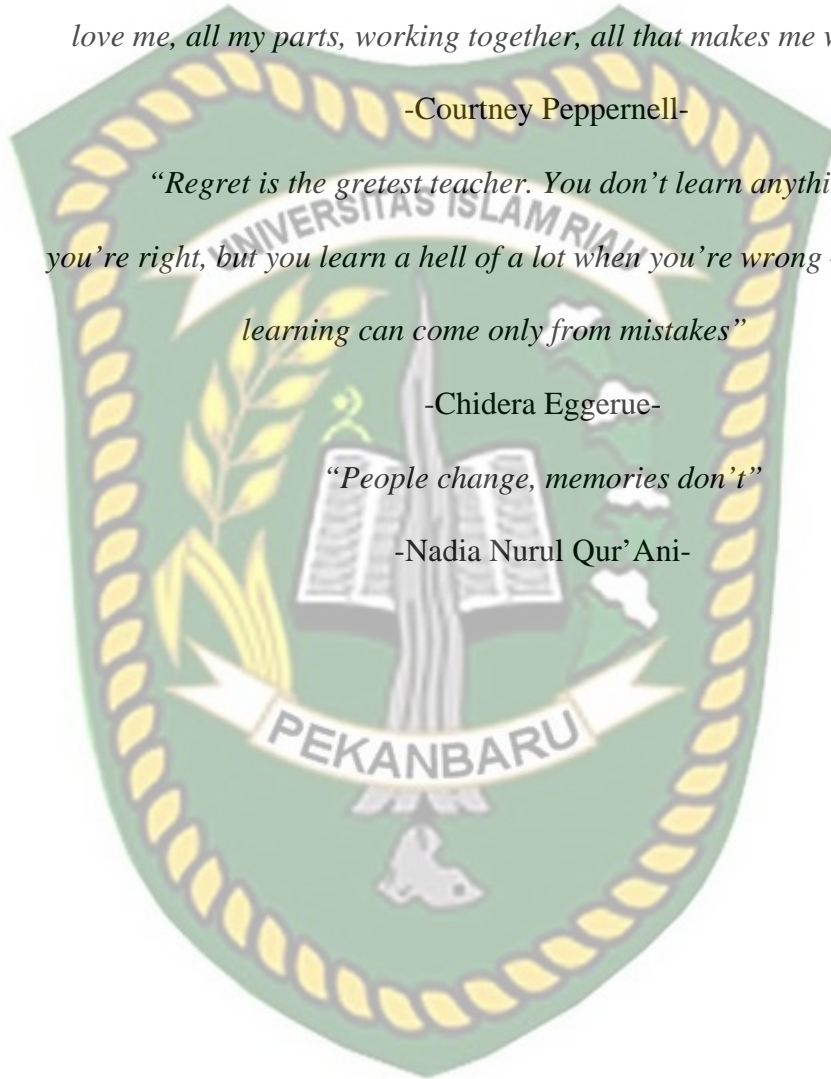 love me, all my parts, working together, all that makes me
-Courtney Peppernell-
“Regret is the gretest teacher. You don’t learn
UNIVERSITAS ISLAM RIAU
you’re right, but you learn a hell of a lot when you’re wrong
learning can come only from mistakes”
-Chidera Eggerue-
“People change, memories don’t”
-Nadia Nurul Qur’Ani-
PEKANBARU